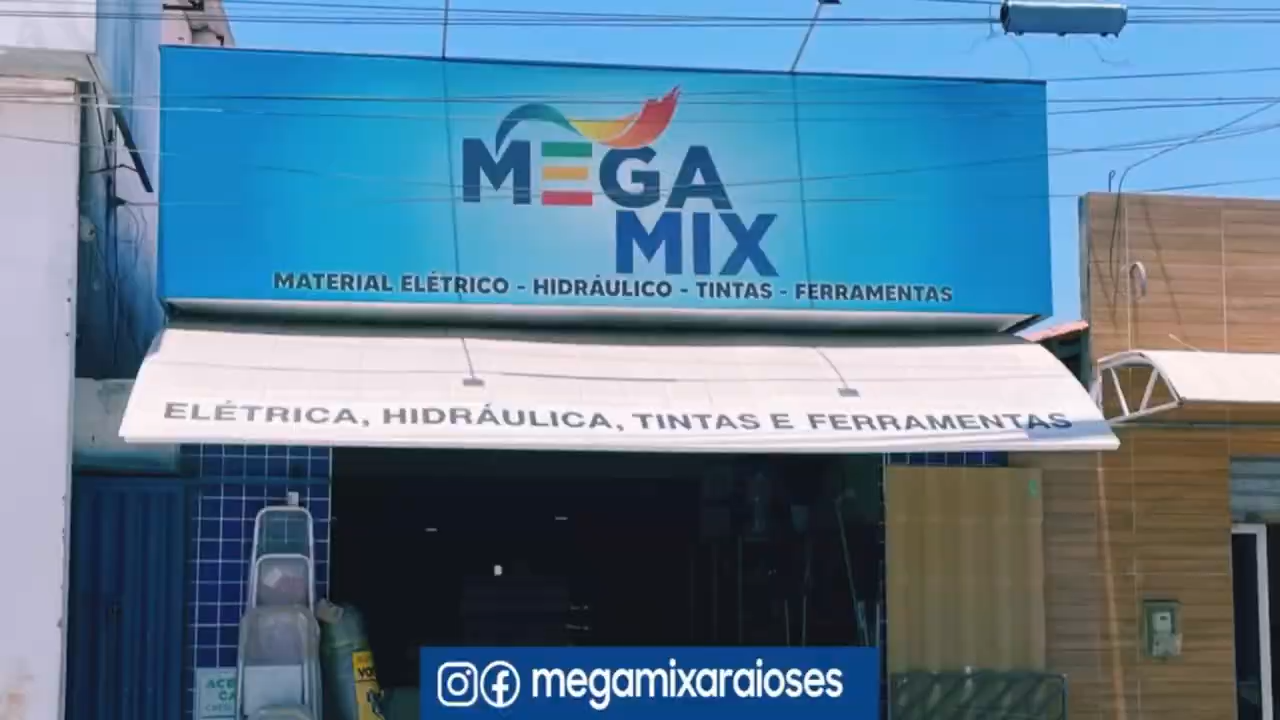 MEGA
MIX
MATERIAL ELÉTRICO - HIDRÁULICO - TINTAS - FERRAMENTAS
ELÉTRICA, HIDRÁULICA, TINTAS E FERRAMENTAS
megamixaraioses